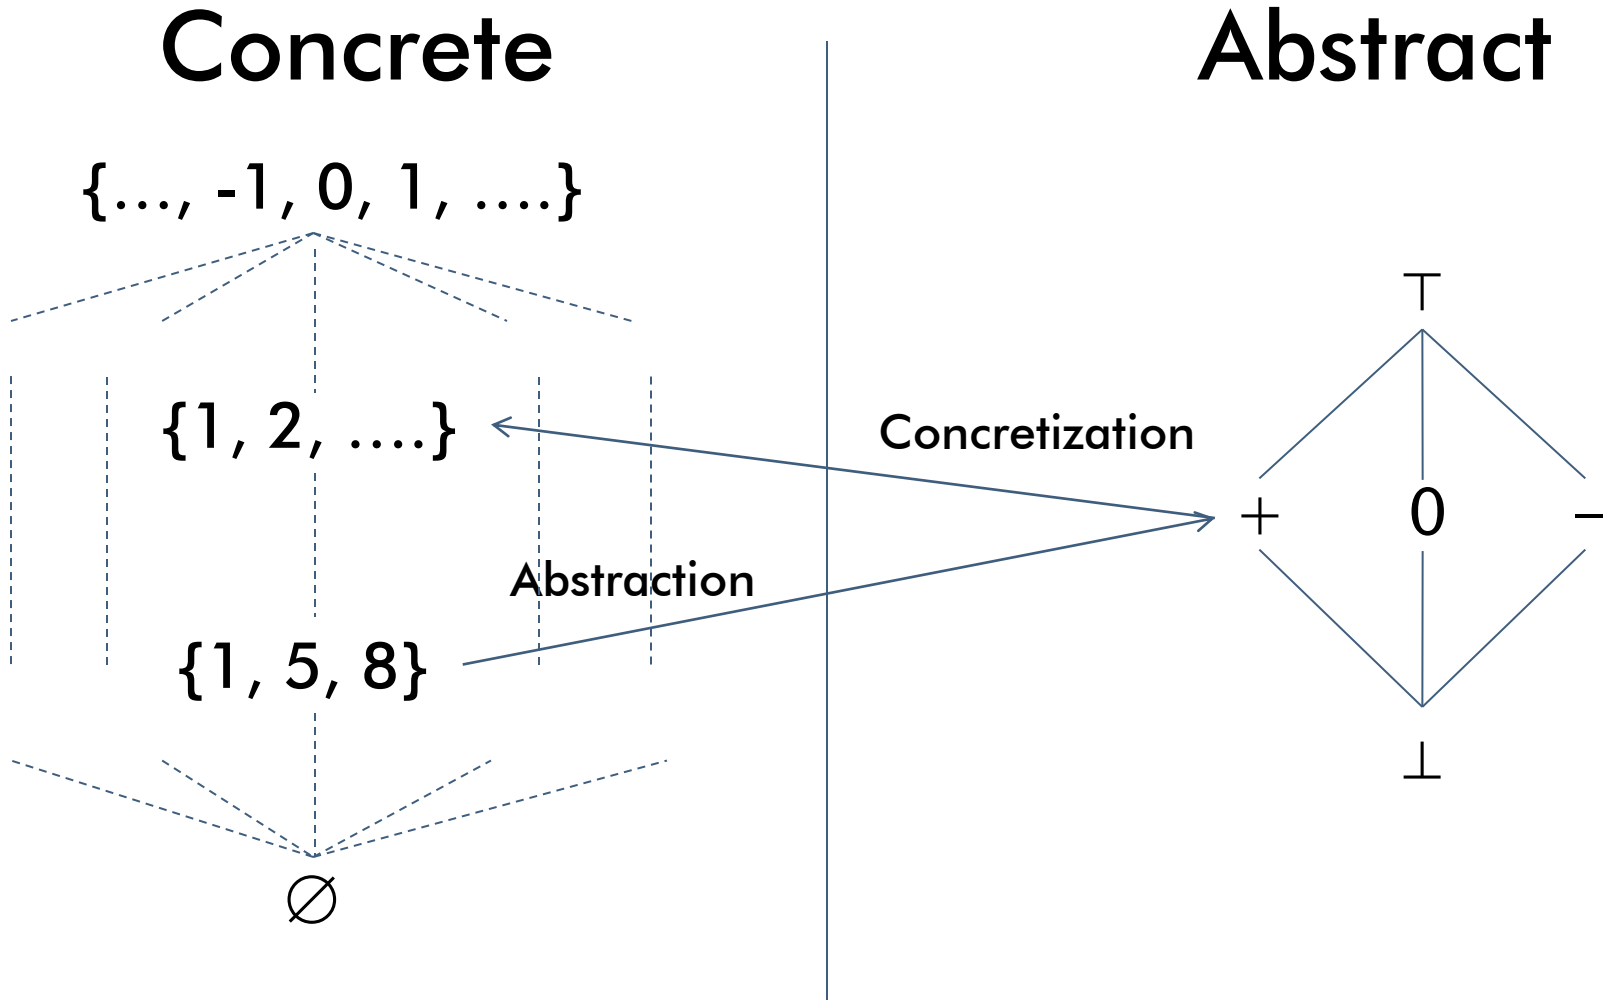 Concrete
Abstract
{..., -1, 0, 1, ....}
⊤
{1, 2, ....}
Concretization
+ 0 −
Abstraction
{1, 5, 8}
⊥
∅